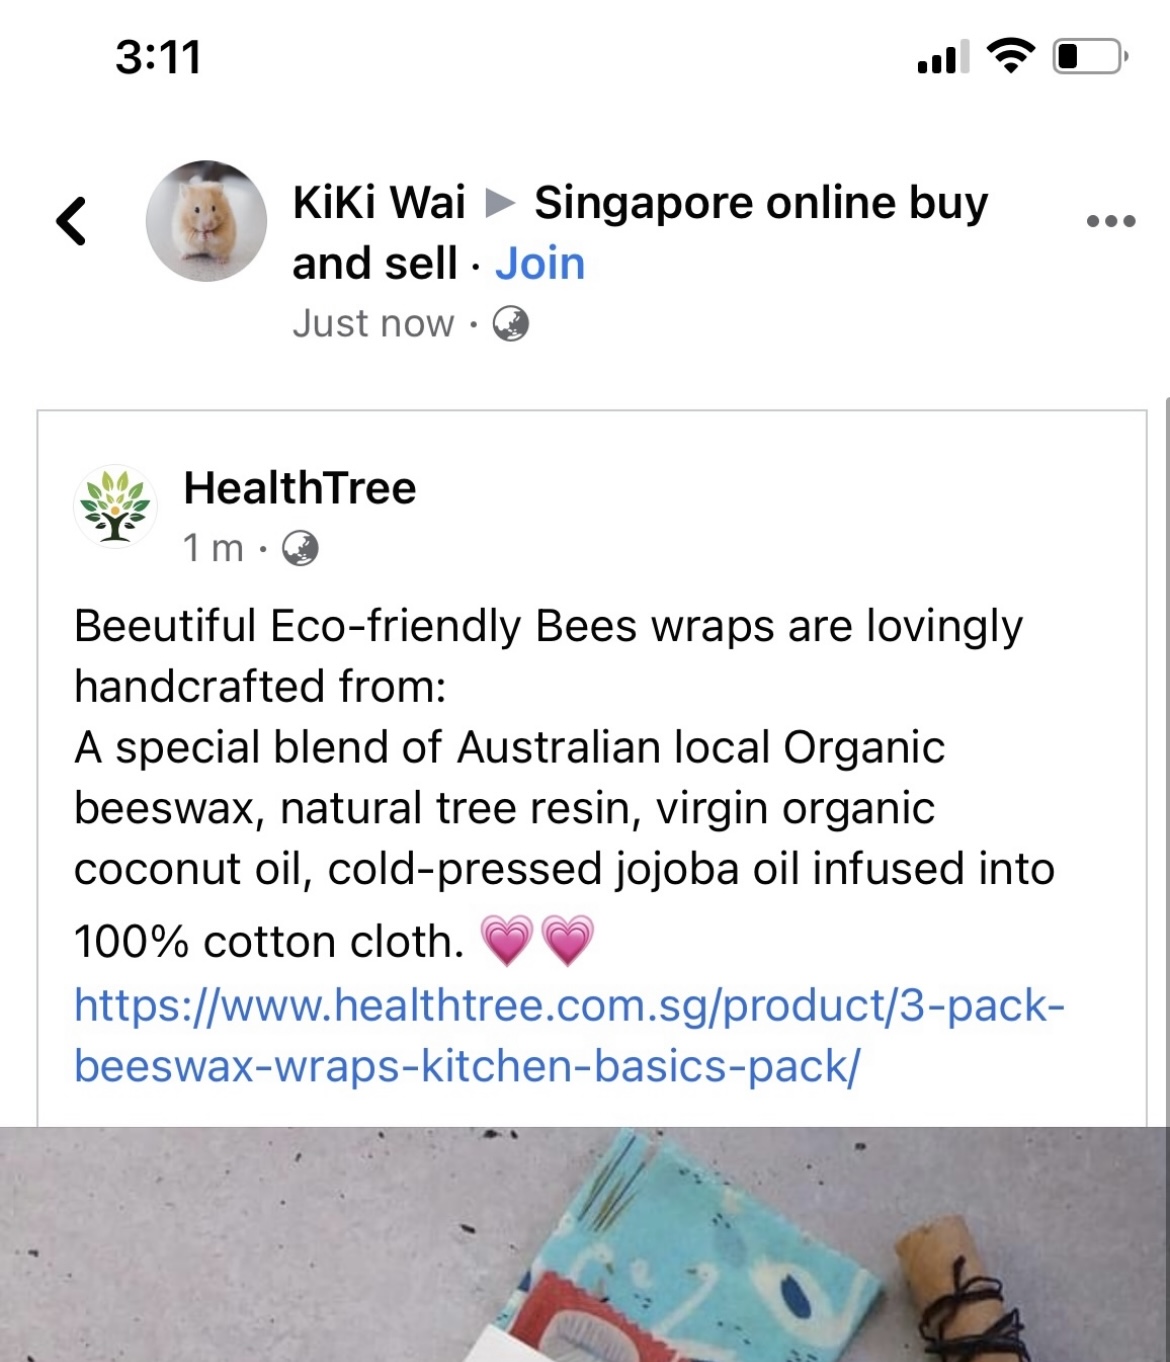 3:11
KiKi Wai ▶ Singapore online buy
and sell · Join
Just now ·
HealthTree
1 m ·
Beeutiful Eco-friendly Bees wraps are lovingly
handcrafted from:
A special blend of Australian local Organic
beeswax, natural tree resin, virgin organic
coconut oil, cold-pressed jojoba oil infused into
100% cotton cloth. 💗💗
https://www.healthtree.com.sg/product/3-pack-
beeswax-wraps-kitchen-basics-pack/